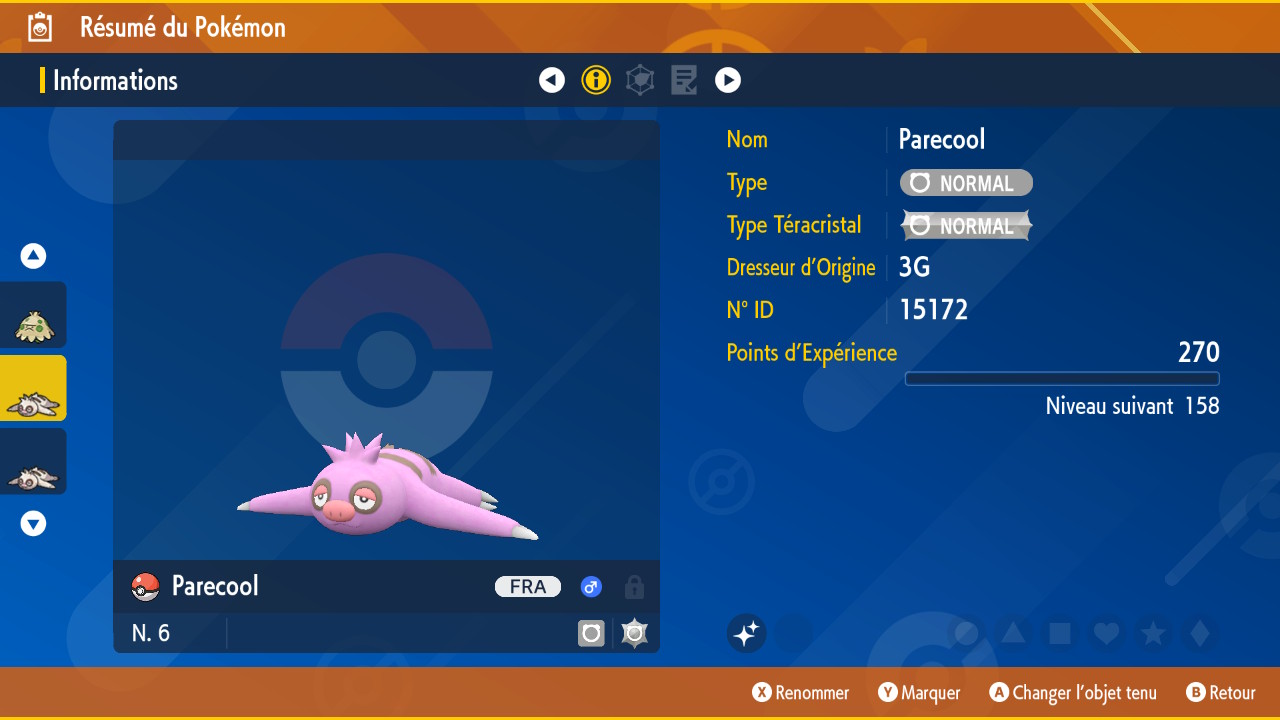 Résumé du Pokémon
Informations
Nom Parecool
Type NORMAL
Type Téracristal NORMAL
Dresseur d'Origine 3G
N° ID 15172
Points d'Expérience 270
Niveau suivant 158
Parecool FRA
N. 6
X Renommer Y Marquer A Changer l'objet tenu B Retour